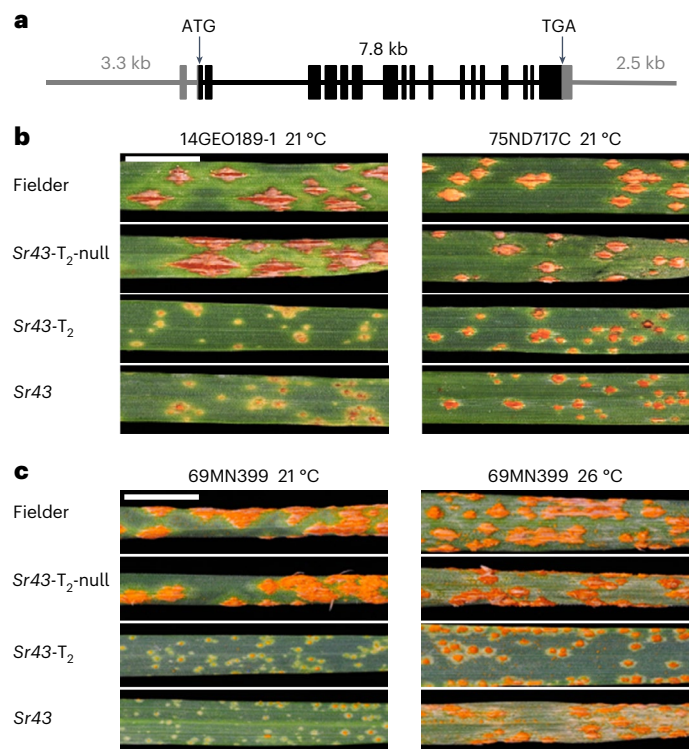 a
ATG TGA
3.3 kb 7.8 kb 2.5 kb
b
14GEO189-1 21 °C 75ND717C 21 °C
Fielder
Sr43-T2-null
Sr43-T2
Sr43
c
69MN399 21 °C 69MN399 26 °C
Fielder
Sr43-T2-null
Sr43-T2
Sr43